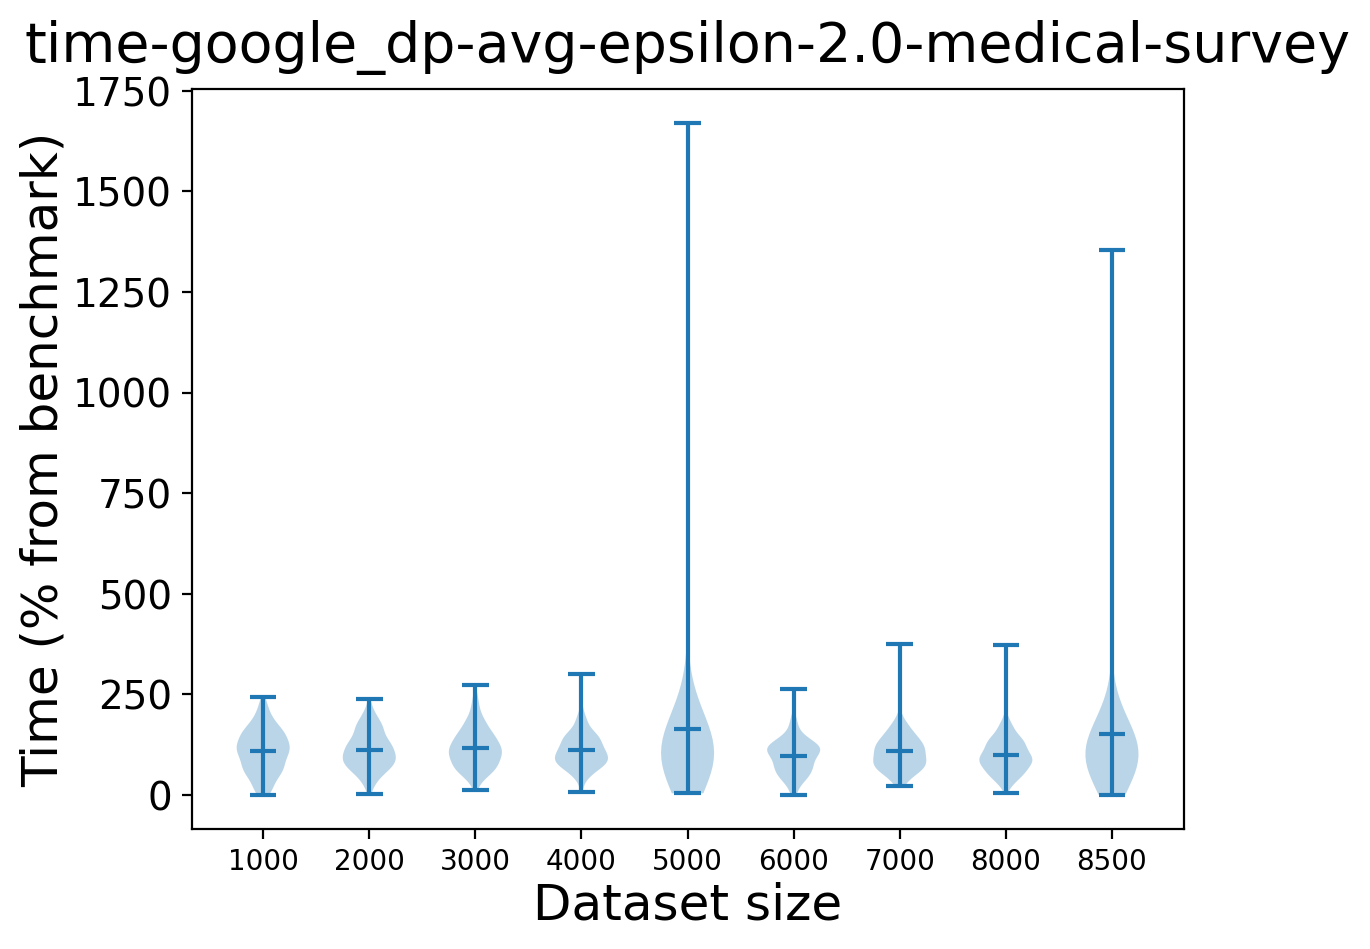 time-google_dp-avg-epsilon-2.0-medical-survey
Time (% from benchmark)
1750
1500
1250
1000
750
500
250
0
1000 2000 3000 4000 5000 6000 7000 8000 8500
Dataset size